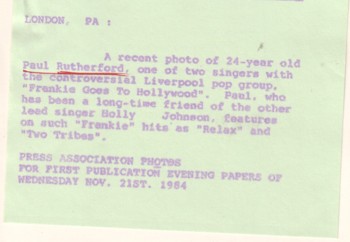 LONDON, PA :
A recent photo of 24-year old
Paul Rutherford, one of two singers with
the controversial Liverpool pop group,
"Frankie Goes To Hollywood". Paul, who
has been a long-time friend of the other
lead singer Holly Johnson, features
on such "Frankie" hits as "Relax" and
"Two Tribes".
PRESS ASSOCIATION PHOTOS
FOR FIRST PUBLICATION EVENING PAPERS OF
WEDNESDAY NOV. 21ST. 1984